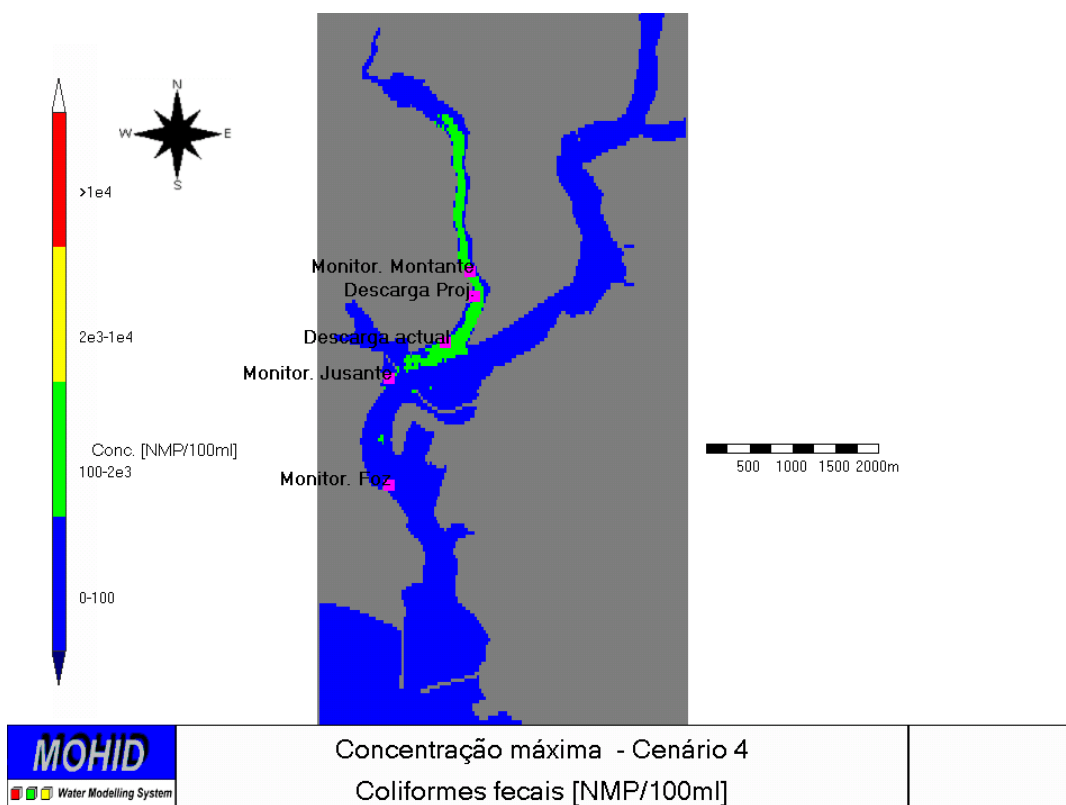 N
W
E
S
>1e4
2e3-1e4
Conc. [NMP/100ml]
100-2e3
0-100
Monitor. Montante
Descarga Proj
Descarga actual
Monitor. Jusante
Monitor. Foz
500 1000 1500 2000m
MOHID
Water Modelling System
Concentração máxima - Cenário 4
Coliformes fecais [NMP/100ml]